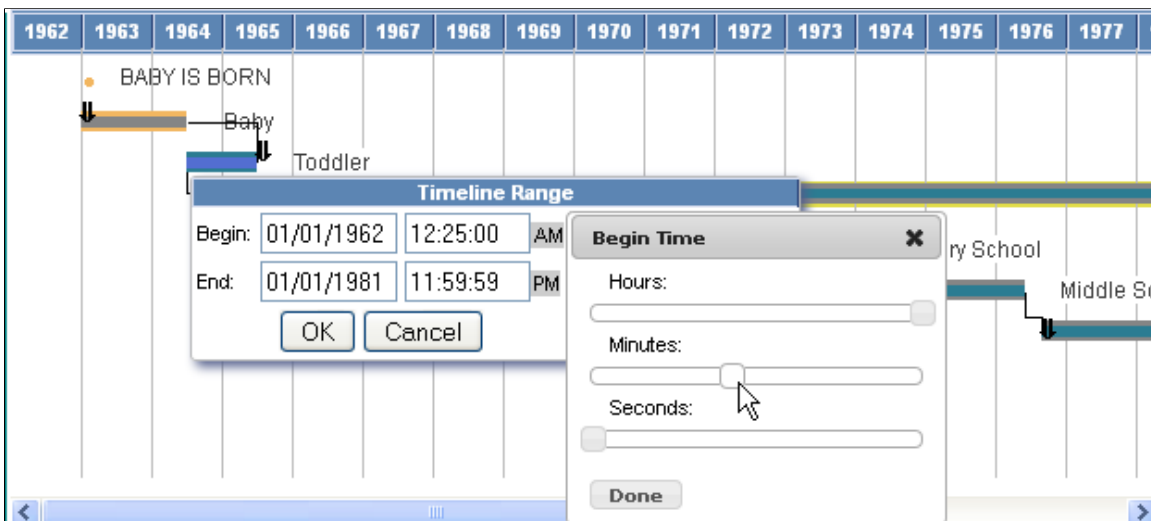 1962 1963 1964 1965 1966 1967 1968 1969 1970 1971 1972 1973 1974 1975 1976 1977
BABY IS BORN
Baby
Toddler
Timeline Range
Begin: 01/01/1962 12:25:00 AM
End: 01/01/1981 11:59:59 PM
OK Cancel
Begin Time
Hours:
Minutes:
Seconds:
Done
ry School
Middle Sc